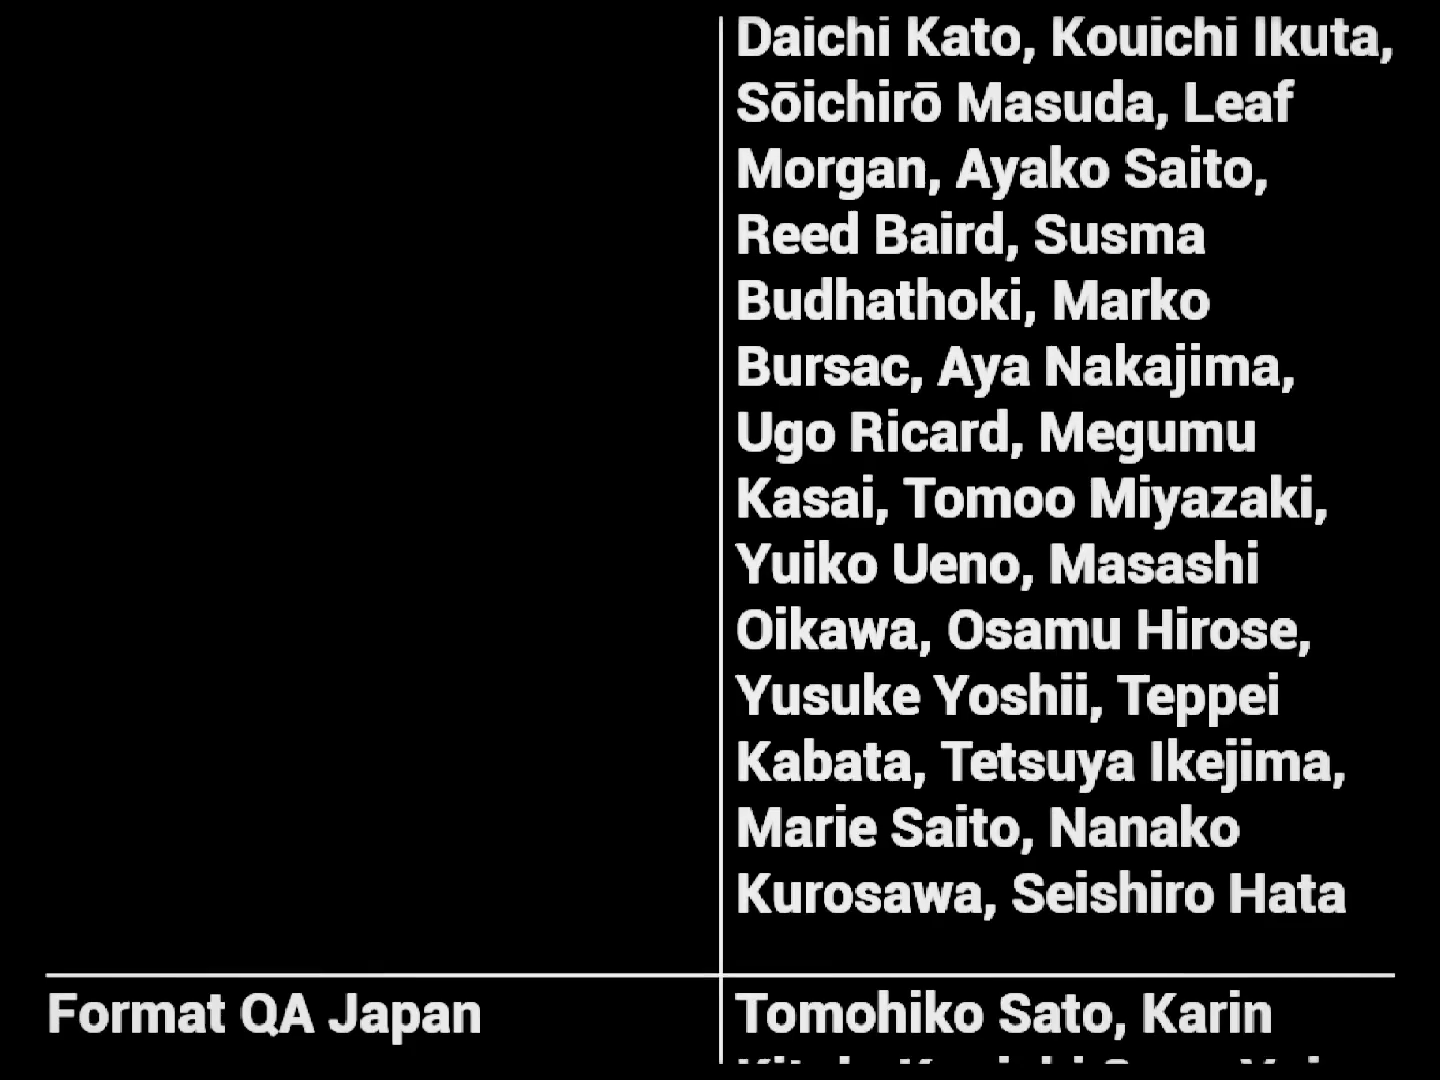 Daichi Kato, Kouichi Ikuta,
Sōichirō Masuda, Leaf
Morgan, Ayako Saito,
Reed Baird, Susma
Budhathoki, Marko
Bursac, Aya Nakajima,
Ugo Ricard, Megumu
Kasai, Tomoo Miyazaki,
Yuiko Ueno, Masashi
Oikawa, Osamu Hirose,
Yusuke Yoshii, Teppei
Kabata, Tetsuya Ikejima,
Marie Saito, Nanako
Kurosawa, Seishiro Hata
Format QA Japan
Tomohiko Sato, Karin